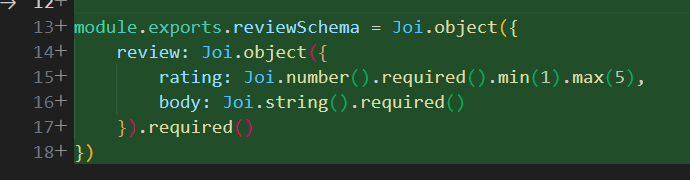 12+
13+ module.exports.reviewSchema = Joi.object({
14+     review: Joi.object({
15+         rating: Joi.number().required().min(1).max(5),
16+         body: Joi.string().required()
17+     }).required()
18+ })